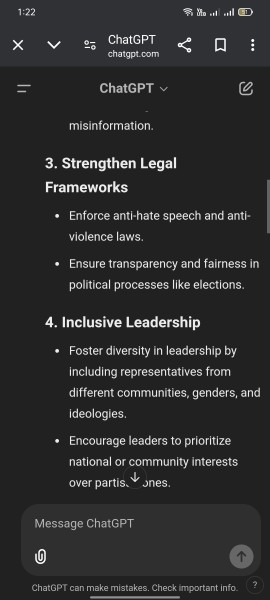 1:22
ChatGPT
chatgpt.com
ChatGPT
misinformation.
3. Strengthen Legal
Frameworks
• Enforce anti-hate speech and anti-
violence laws.
• Ensure transparency and fairness in
political processes like elections.
4. Inclusive Leadership
• Foster diversity in leadership by
including representatives from
different communities, genders, and
ideologies.
• Encourage leaders to prioritize
national or community interests
over ones.
Message ChatGPT
ChatGPT can make mistakes. Check important info.
?